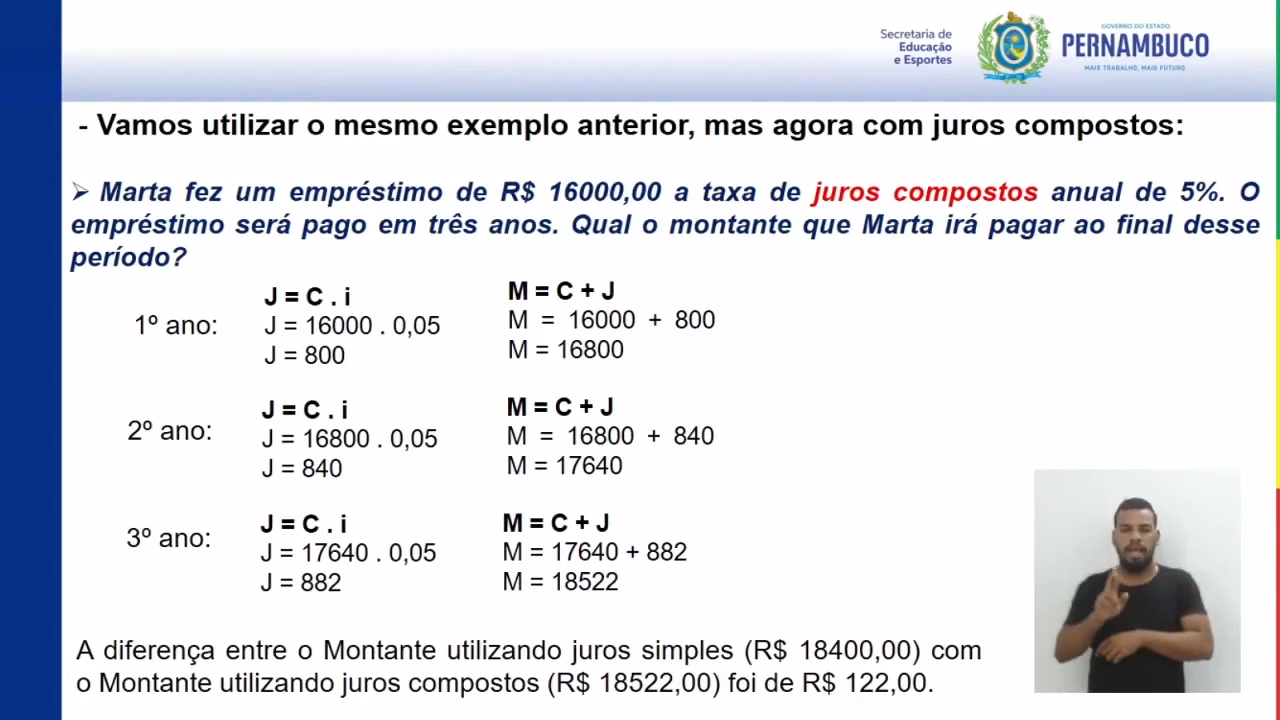 Secretaria de
Educação
e Esportes
GOVERNO DO ESTADO
PERNAMBUCO
MAIS TRABALHO, MAIS FUTURO.
- Vamos utilizar o mesmo exemplo anterior, mas agora com juros compostos:
➢ Marta fez um empréstimo de R$ 16000,00 a taxa de juros compostos anual de 5%. O
empréstimo será pago em três anos. Qual o montante que Marta irá pagar ao final desse
período?
1º ano:
J = C . i
J = 16000 . 0,05
J = 800
M = C + J
M = 16000 + 800
M = 16800
2º ano:
J = C . i
J = 16800 . 0,05
J = 840
M = C + J
M = 16800 + 840
M = 17640
3º ano:
J = C . i
J = 17640 . 0,05
J = 882
M = C + J
M = 17640 + 882
M = 18522
A diferença entre o Montante utilizando juros simples (R$ 18400,00) com
o Montante utilizando juros compostos (R$ 18522,00) foi de R$ 122,00.